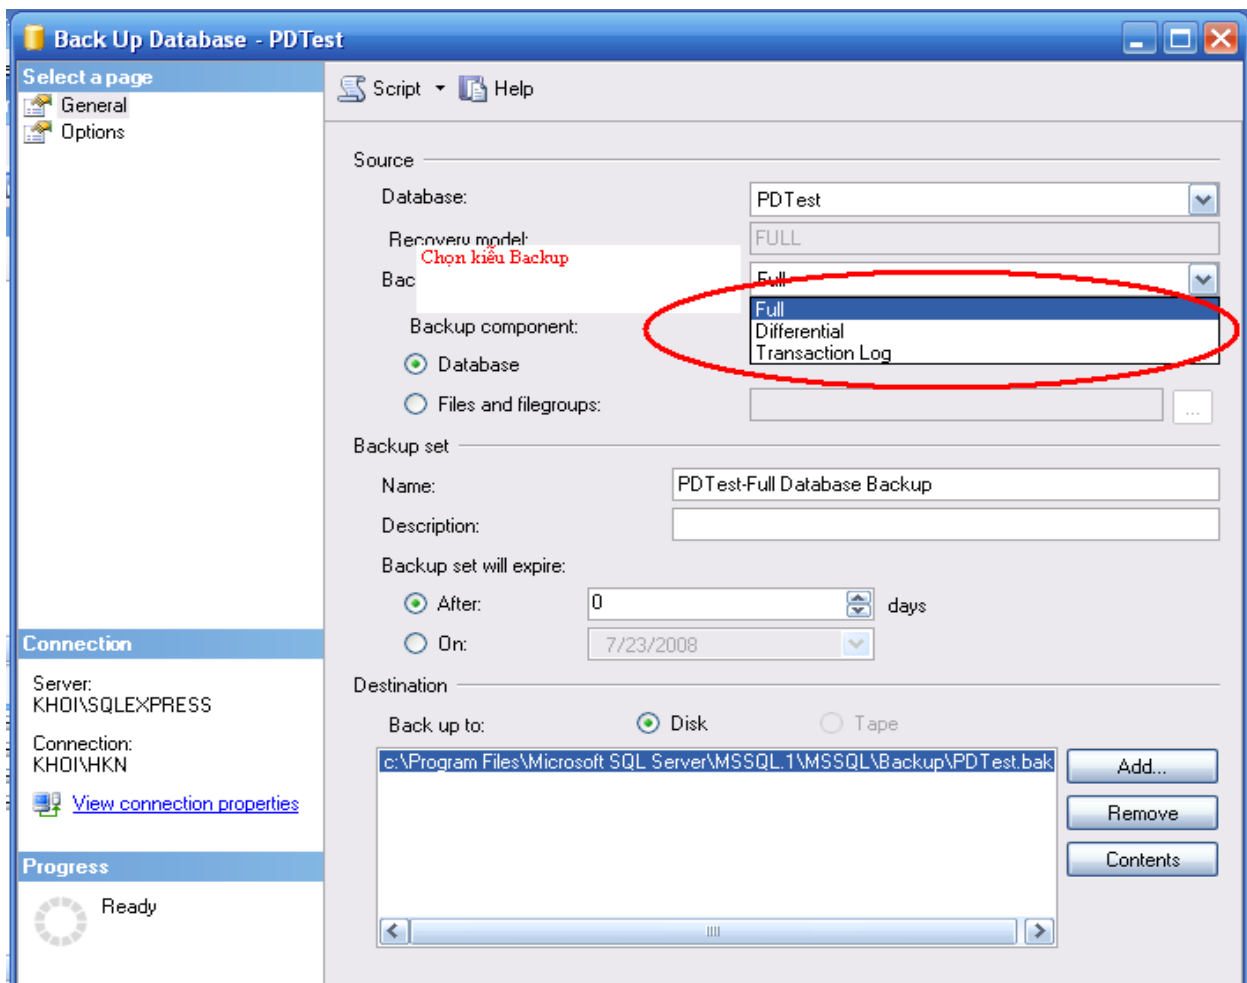 Back Up Database - PDTest
Select a page
General
Options
Script
Help
Source
Database:
PDTest
Recovery model:
FULL
Chọn kiểu Backup
Bac
Full
Full
Differential
Transaction Log
Backup component:
Database
Files and filegroups:
...
Backup set
Name:
PDTest-Full Database Backup
Description:
Backup set will expire:
After:
0
days
On:
7/23/2008
Destination
Back up to:
Disk
Tape
c:\Program Files\Microsoft SQL Server\MSSQL.1\MSSQL\Backup\PDTest.bak
Add...
Remove
Contents
Connection
Server:
KHOI\SQLEXPRESS
Connection:
KHOI\HKN
View connection properties
Progress
Ready